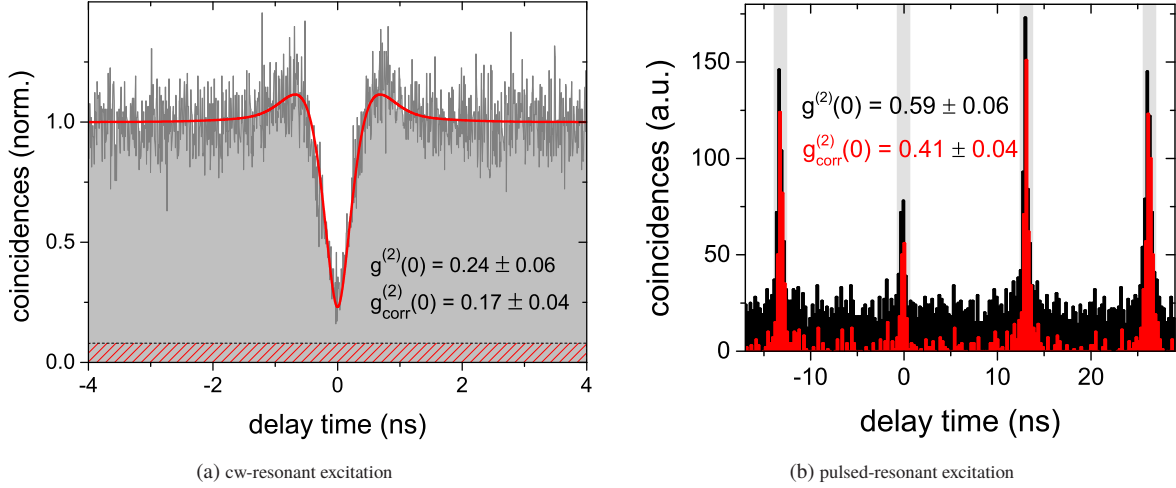 coincidences (norm.)
1.0
0.5
0.0
-4
-2
0
2
4
delay time (ns)
g(2)(0) = 0.24 ± 0.06
g(2)corr(0) = 0.17 ± 0.04
(a) cw-resonant excitation
coincidences (a.u.)
150
100
50
0
-10
0
10
20
delay time (ns)
g(2)(0) = 0.59 ± 0.06
g(2)corr(0) = 0.41 ± 0.04
(b) pulsed-resonant excitation